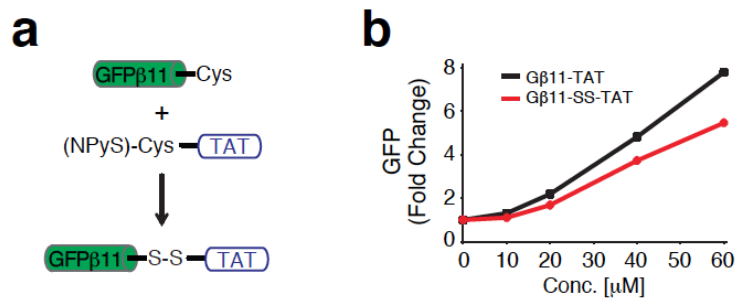 a
GFPβ11 Cys
+
(NPyS)-Cys TAT
GFPβ11 S-S TAT
b
8
6
4
2
0
GFP
(Fold Change)
Gβ11-TAT
Gβ11-SS-TAT
0 10 20 30 40 50 60
Conc. [μM]